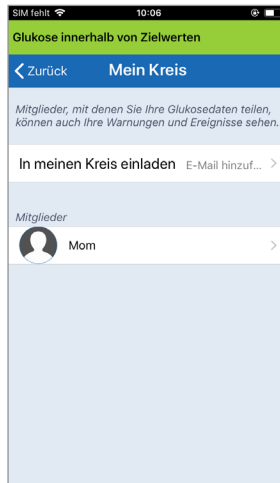 SIM fehlt 10:06
Glukose innerhalb von Zielwerten
Zurück Mein Kreis
Mitglieder, mit denen Sie Ihre Glukosedaten teilen,
können auch Ihre Warnungen und Ereignisse sehen.
In meinen Kreis einladen E-Mail hinzuf...
Mitglieder
Mom